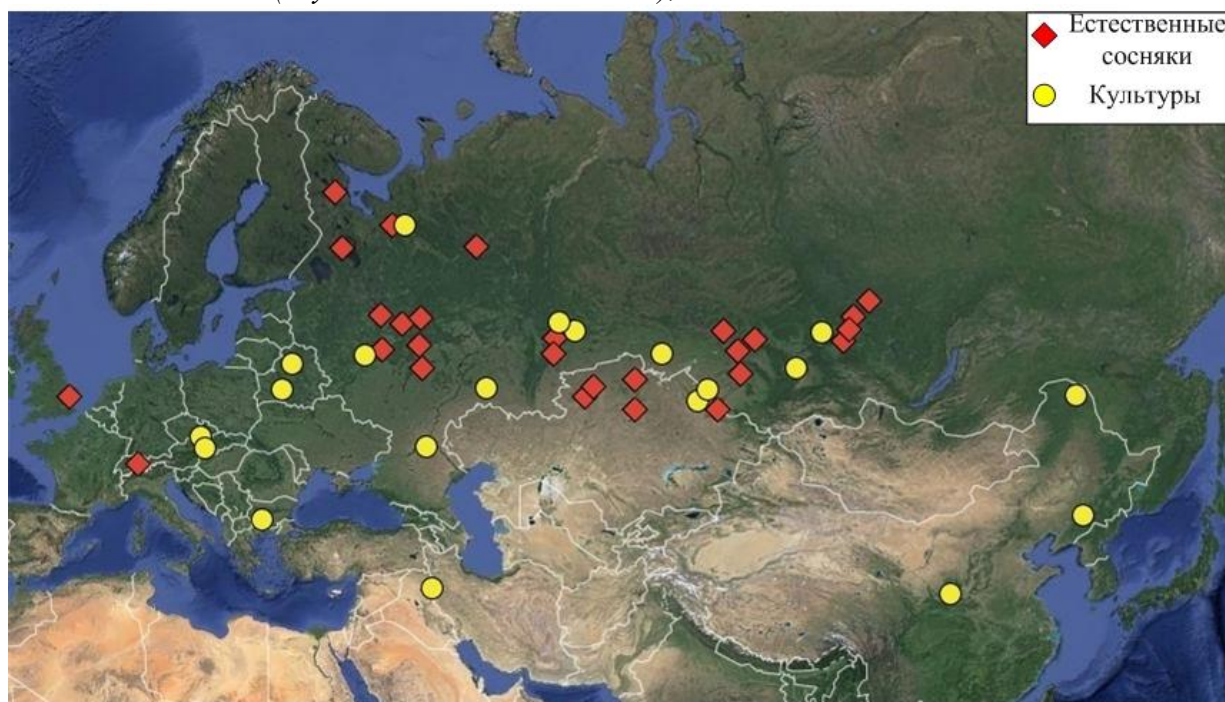 Естественные
сосняки
Культуры